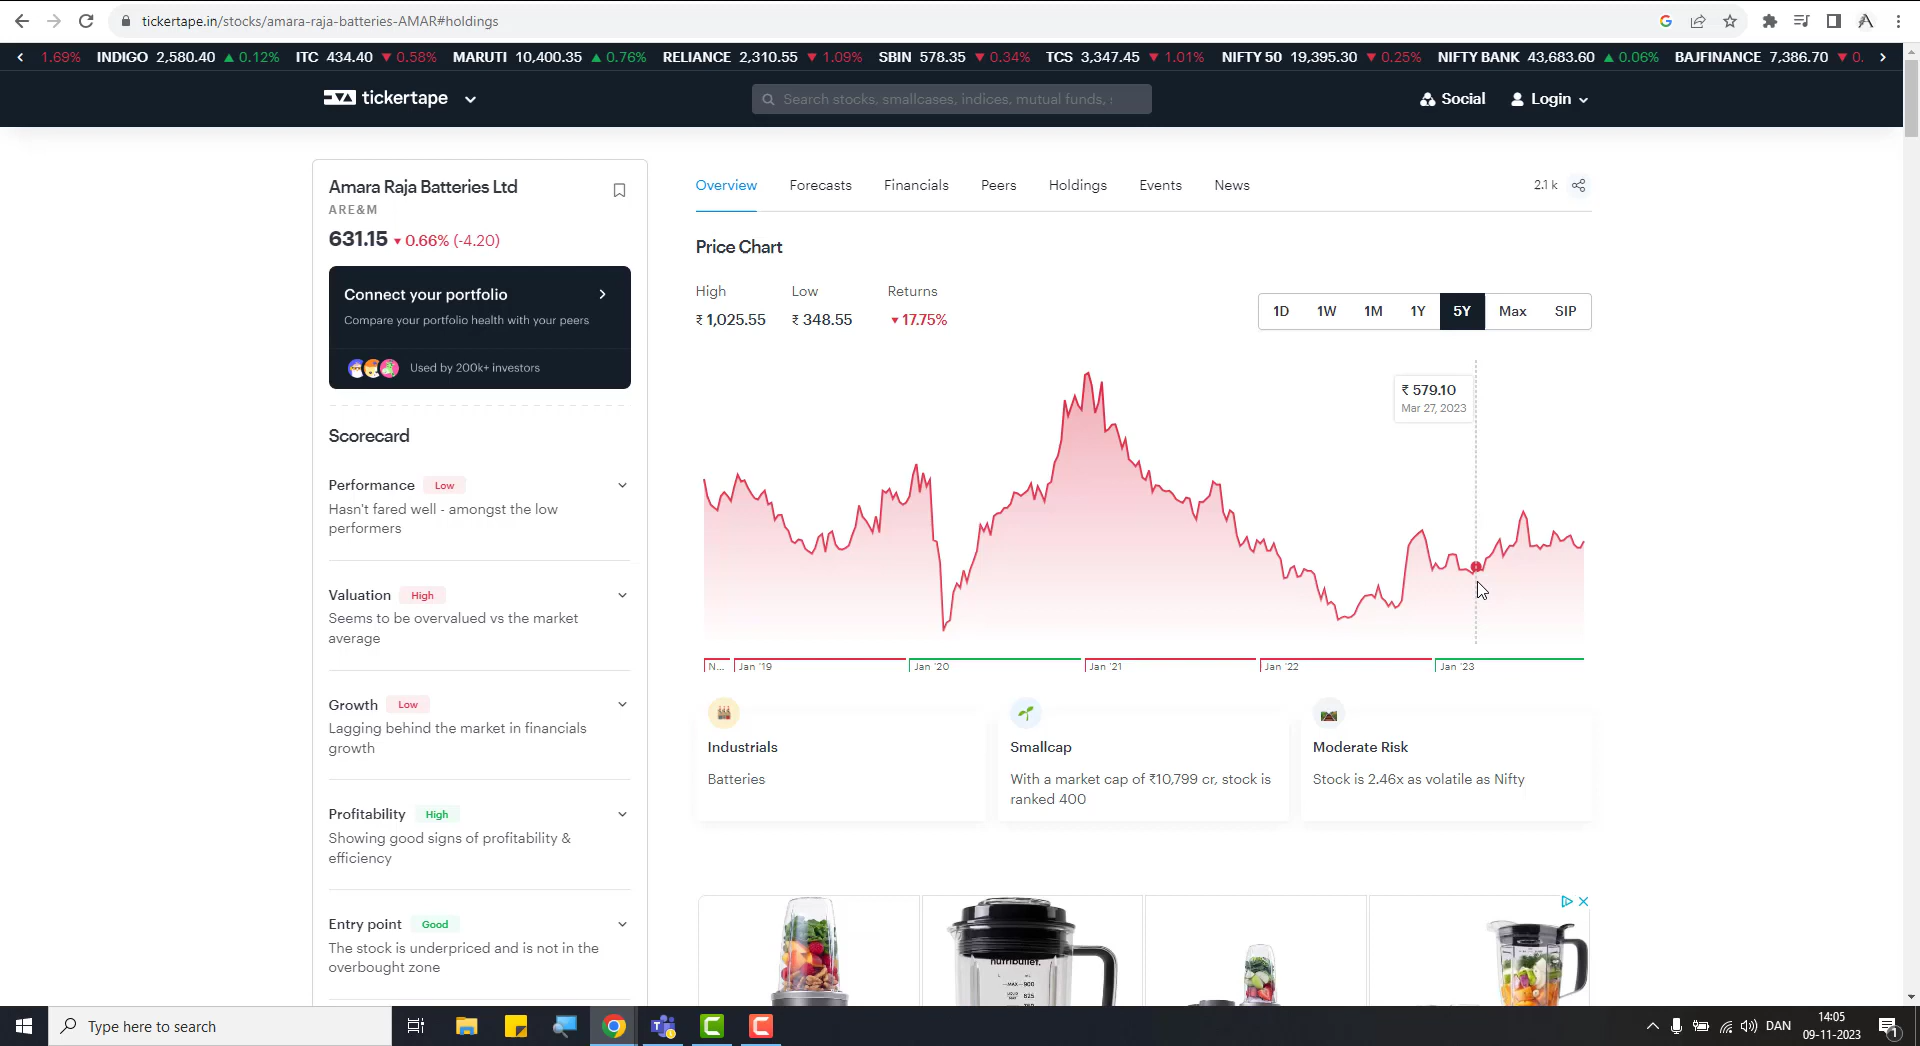 tickertape.in/stocks/amara-raja-batteries-AMAR#holdings
1.69% INDIGO 2,580.40 ▲ 0.12% ITC 434.40 ▼ 0.58% MARUTI 10,400.35 ▲ 0.76% RELIANCE 2,310.55 ▼ 1.09% SBIN 578.35 ▼ 0.34% TCS 3,347.45 ▼ 1.01% NIFTY 50 19,395.30 ▼ 0.25% NIFTY BANK 43,683.60 ▲ 0.06% BAJFINANCE 7,386.70 ▼ 0.
tickertape
Search stocks, smallcases, indices, mutual funds,
Social Login
Amara Raja Batteries Ltd
ARE&M
631.15 ▼ 0.66% (-4.20)
Connect your portfolio
Compare your portfolio health with your peers
Used by 200k+ investors
Scorecard
Performance Low
Hasn't fared well - amongst the low
performers
Valuation High
Seems to be overvalued vs the market
average
Growth Low
Lagging behind the market in financials
growth
Profitability High
Showing good signs of profitability &
efficiency
Entry point Good
The stock is underpriced and is not in the
overbought zone
Overview Forecasts Financials Peers Holdings Events News 2.1 k
Price Chart
High Low Returns
₹ 1,025.55 ₹ 348.55 ▼ 17.75%
1D 1W 1M 1Y 5Y Max SIP
₹ 579.10
Mar 27, 2023
N... Jan '19 Jan '20 Jan '21 Jan '22 Jan '23
Industrials
Batteries
Smallcap
With a market cap of ₹10,799 cr, stock is
ranked 400
Moderate Risk
Stock is 2.46x as volatile as Nifty
nutribullet.
MAX 900
825
Type here to search
DAN
14:05
09-11-2023
1